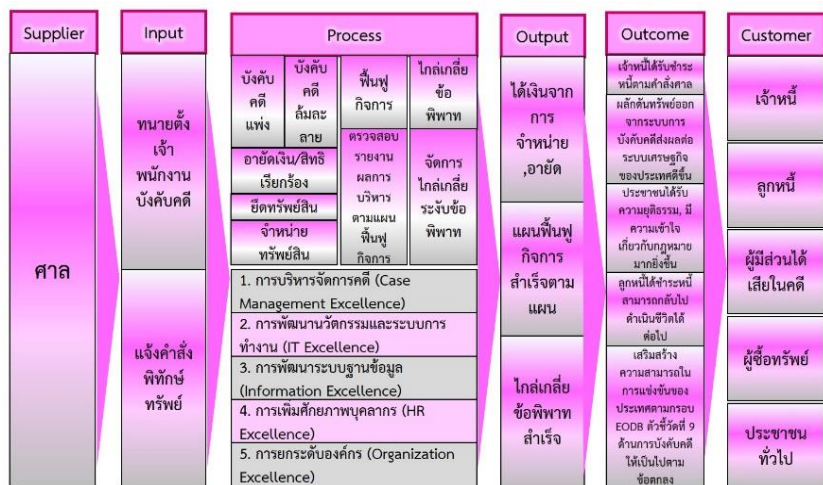 Supplier
Input
Process
Output
Outcome
Customer
ศาล
ทนายตั้ง
เจ้า
พนักงาน
บังคับคดี
แจ้งคำสั่ง
พิทักษ์
ทรัพย์
บังคับ
คดี
แพ่ง
บังคับ
คดี
ล้มละ
ลาย
ฟื้นฟู
กิจการ
ไกล่เกลี่ย
ข้อ
พิพาท
อายัดเงิน/สิทธิ
เรียกร้อง
ยึดทรัพย์สิน
จำหน่าย
ทรัพย์สิน
ตรวจสอบ
รายงาน
ผลการ
บริหาร
ตามแผน
ฟื้นฟู
กิจการ
จัดการ
ไกล่เกลี่ย
ระงับข้อ
พิพาท
1. การบริหารจัดการคดี (Case
Management Excellence)
2. การพัฒนานวัตกรรมและระบบการ
ทำงาน (IT Excellence)
3. การพัฒนาระบบฐานข้อมูล
(Information Excellence)
4. การเพิ่มศักยภาพบุคลากร (HR
Excellence)
5. การยกระดับองค์กร (Organization
Excellence)
ได้เงินจาก
การ
จำหน่าย
,อายัด
แผนฟื้นฟู
กิจการ
สำเร็จตาม
แผน
ไกล่เกลี่ย
ข้อพิพาท
สำเร็จ
เจ้าหนี้ได้รับชำระ
หนี้ตามคำสั่งศาล
ผลักดันทรัพย์ออก
จากระบบการ
บังคับคดีส่งผลต่อ
ระบบเศรษฐกิจ
ของประเทศดีขึ้น
ประชาชนได้รับ
ความยุติธรรม, มี
ความเข้าใจ
เกี่ยวกับกฎหมาย
มากยิ่งขึ้น
ลูกหนี้ได้ชำระหนี้
สามารถกลับไป
ดำเนินชีวิตได้
ต่อไป
เสริมสร้าง
ความสามารถใน
การแข่งขันของ
ประเทศตามกรอบ
EODB ตัวชี้วัดที่ 9
ด้านการบังคับคดี
ให้เป็นไปตาม
ข้อตกลง
เจ้าหนี้
ลูกหนี้
ผู้มีส่วนได้
เสียในคดี
ผู้ซื้อทรัพย์
ประชาชน
ทั่วไป